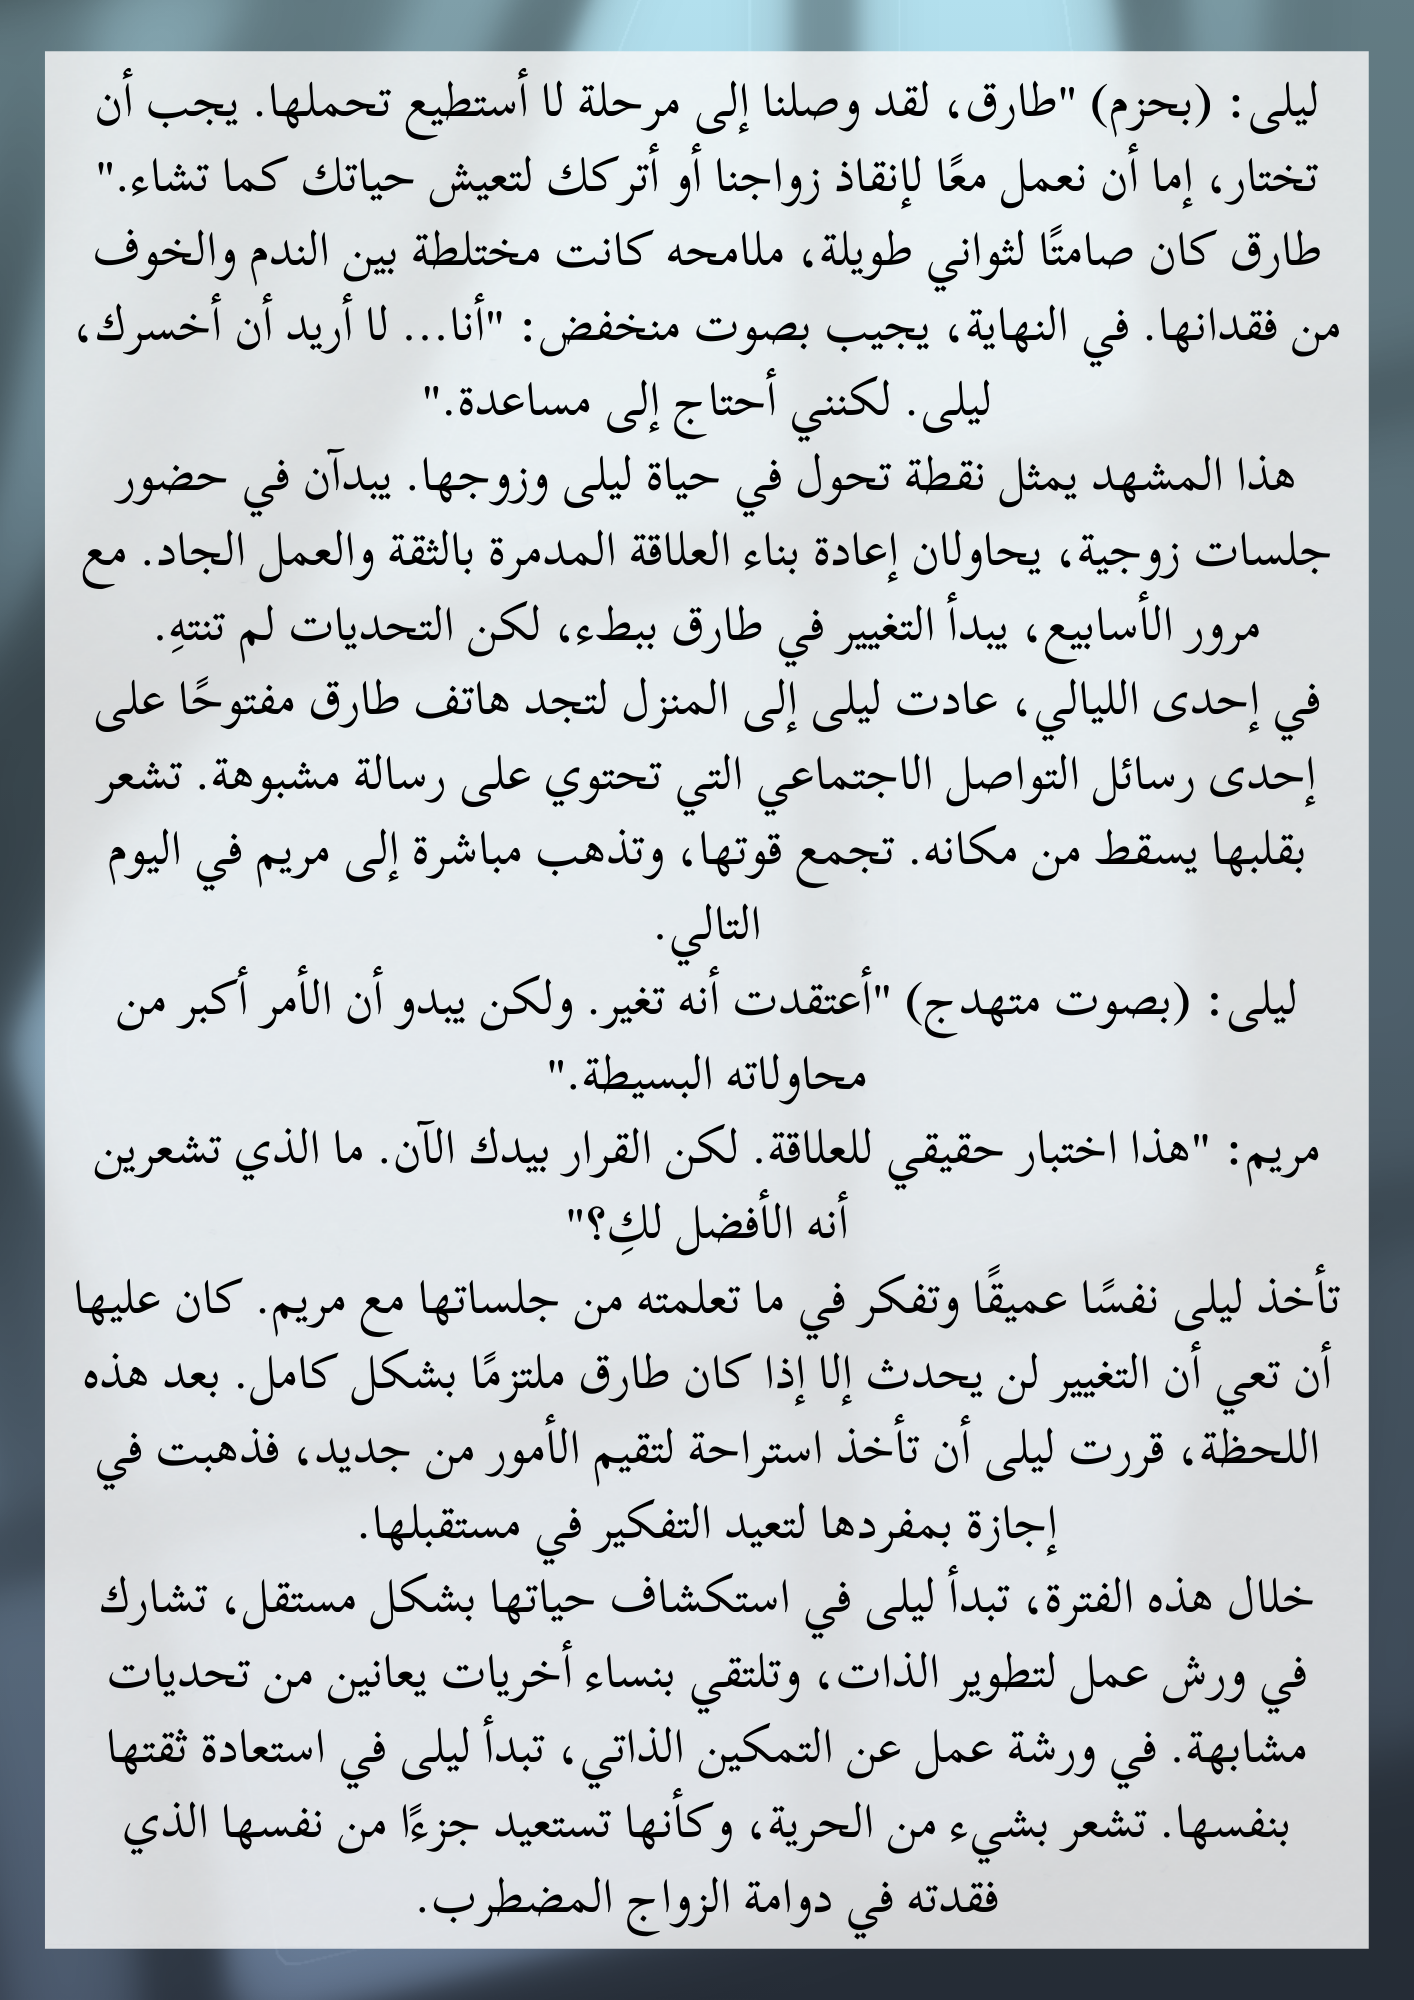 ليلى: (بحزم) "طارق، لقد وصلنا إلى مرحلة لا أستطيع تحملها. يجب أن
تختار، إما أن نعمل معًا لإنقاذ زواجنا أو أتركك لتعيش حياتك كما تشاء."
طارق كان صامتًا لثواني طويلة، ملامحه كانت مختلطة بين الندم والخوف
من فقدانها. في النهاية، يجيب بصوت منخفض: "أنا... لا أريد أن أخسرك،
ليلى. لكنني أحتاج إلى مساعدة."
هذا المشهد يمثل نقطة تحول في حياة ليلى وزوجها. يبدآن في حضور
جلسات زوجية، يحاولان إعادة بناء العلاقة المدمرة بالثقة والعمل الجاد. مع
مرور الأسابيع، يبدأ التغيير في طارق ببطء، لكن التحديات لم تنتهِ.
في إحدى الليالي، عادت ليلى إلى المنزل لتجد هاتف طارق مفتوحًا على
إحدى رسائل التواصل الاجتماعي التي تحتوي على رسالة مشبوهة. تشعر
بقلبها يسقط من مكانه. تجمع قوتها، وتذهب مباشرة إلى مريم في اليوم
التالي.
ليلى: (بصوت متهدج) "أعتقدت أنه تغير. ولكن يبدو أن الأمر أكبر من
محاولاته البسيطة."
مريم: "هذا اختبار حقيقي للعلاقة. لكن القرار بيدك الآن. ما الذي تشعرين
أنه الأفضل لكِ؟"
تأخذ ليلى نفسًا عميقًا وتفكر في ما تعلمته من جلساتها مع مريم. كان عليها
أن تعي أن التغيير لن يحدث إلا إذا كان طارق ملتزمًا بشكل كامل. بعد هذه
اللحظة، قررت ليلى أن تأخذ استراحة لتقيم الأمور من جديد، فذهبت في
إجازة بمفردها لتعيد التفكير في مستقبلها.
خلال هذه الفترة، تبدأ ليلى في استكشاف حياتها بشكل مستقل، تشارك
في ورش عمل لتطوير الذات، وتلتقي بنساء أخريات يعانين من تحديات
مشابهة. في ورشة عمل عن التمكين الذاتي، تبدأ ليلى في استعادة ثقتها
بنفسها. تشعر بشيء من الحرية، وكأنها تستعيد جزءًا من نفسها الذي
فقدته في دوامة الزواج المضطرب.